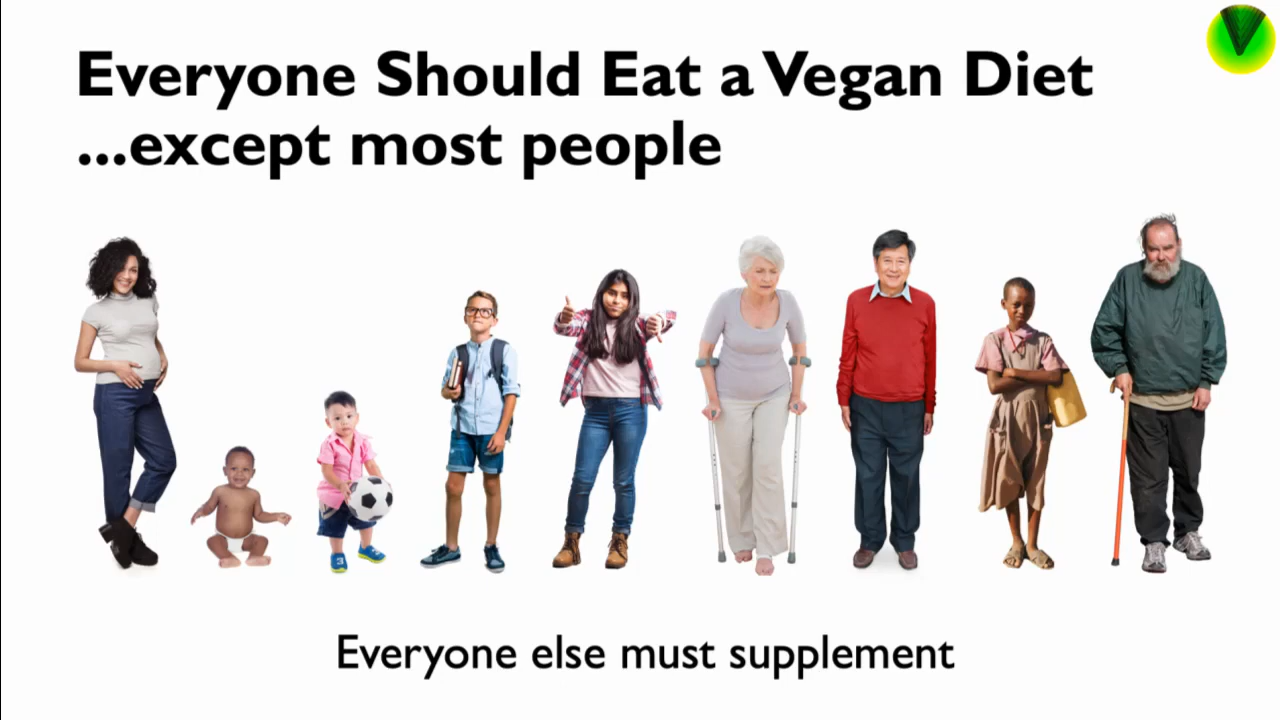 Everyone Should Eat a Vegan Diet
...except most people
Everyone else must supplement